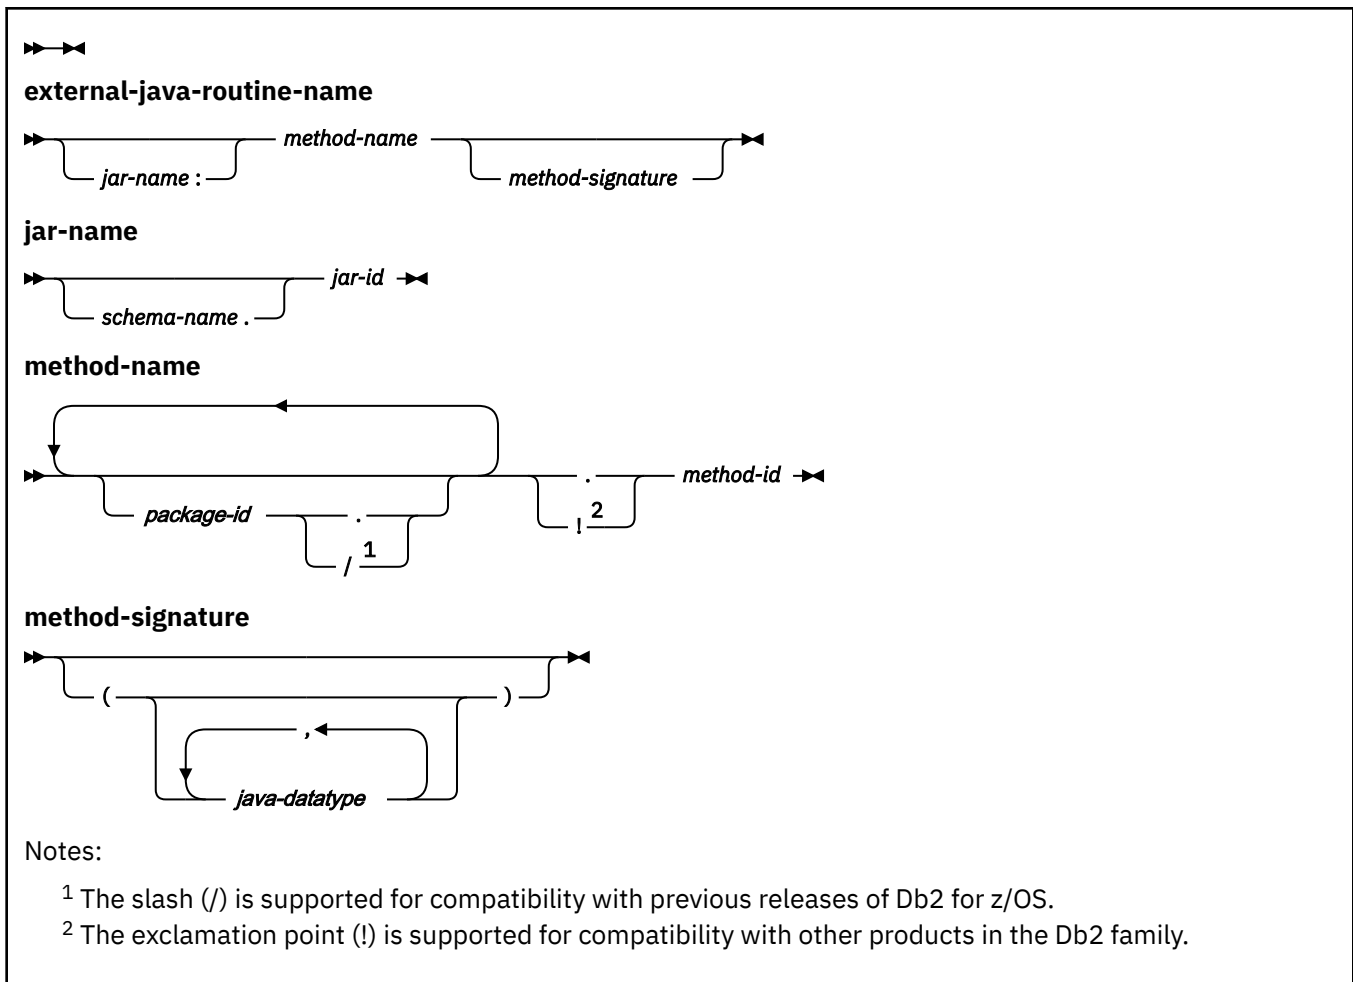 external-java-routine-name
method-name
jar-name :
method-signature
jar-name
jar-id
schema-name .
method-name
. method-id
! 2
package-id .
/ 1
method-signature
( )
,
java-datatype
Notes:
1 The slash (/) is supported for compatibility with previous releases of Db2 for z/OS.
2 The exclamation point (!) is supported for compatibility with other products in the Db2 family.